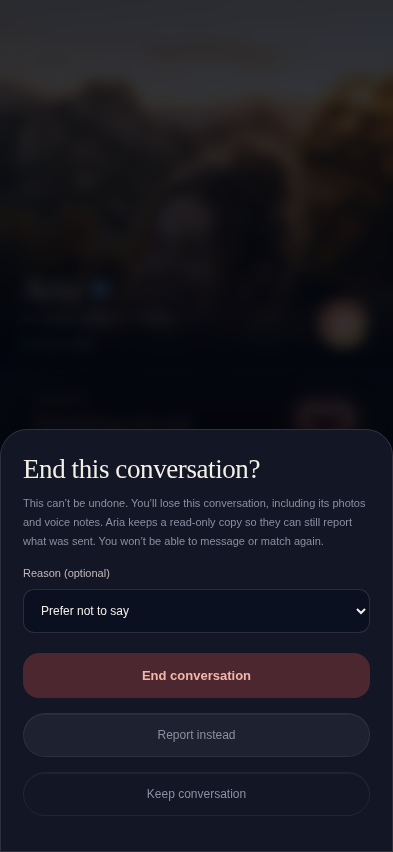 End this conversation?
This can’t be undone. You’ll lose this conversation, including its photos
and voice notes. Aria keeps a read-only copy so they can still report
what was sent. You won’t be able to message or match again.
Reason (optional)
Prefer not to say
End conversation
Report instead
Keep conversation